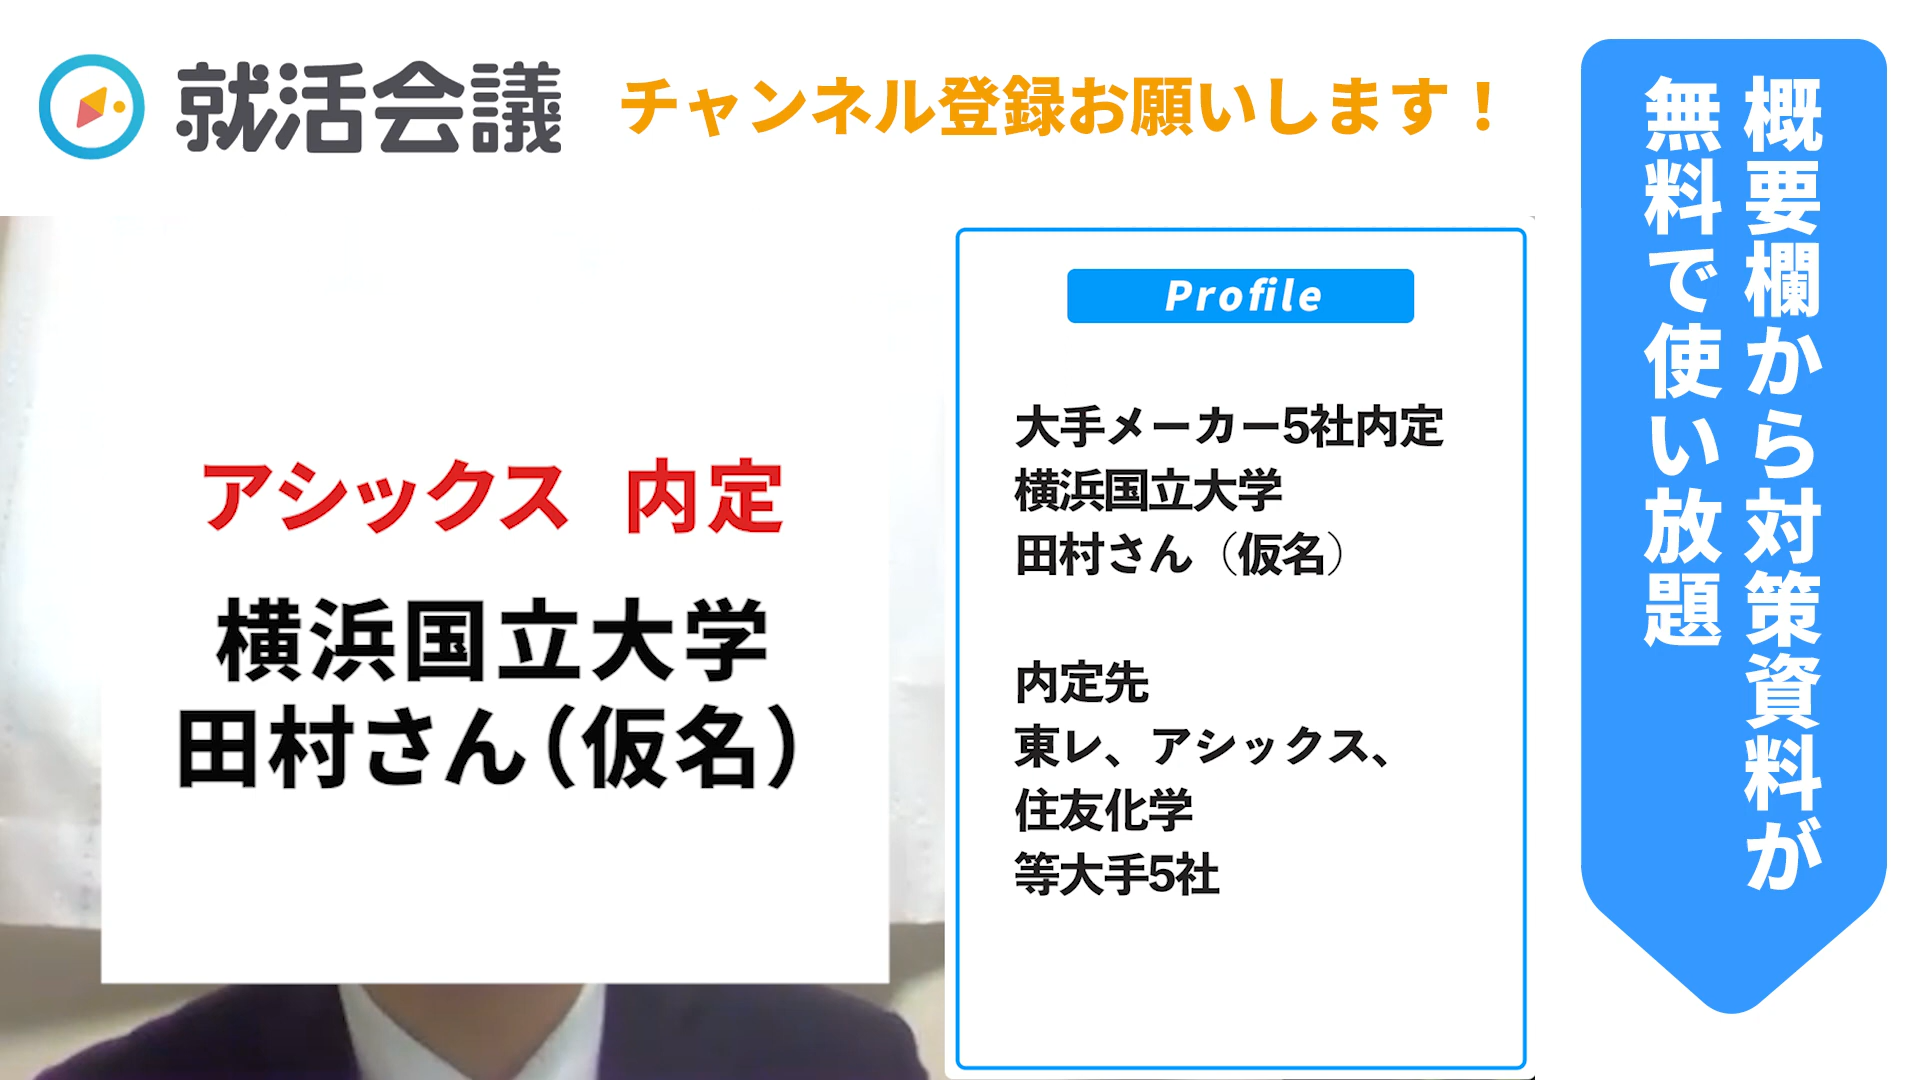 就活会議
チャンネル登録お願いします！
概要欄から対策資料が
無料で使い放題
アシックス 内定
横浜国立大学
田村さん（仮名）
Profile
大手メーカー5社内定
横浜国立大学
田村さん（仮名）
内定先
東レ、アシックス、
住友化学
等大手5社